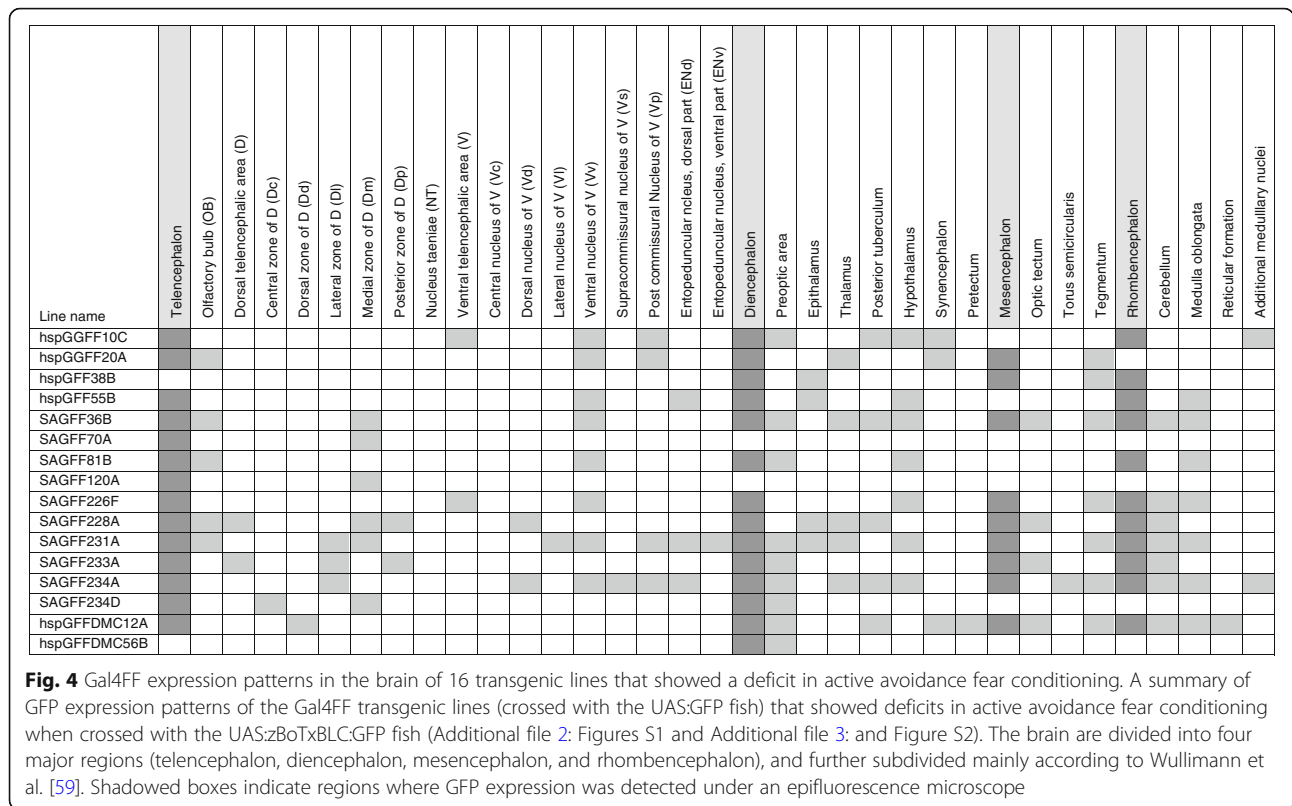 Line name
Telencephalon
Olfactory bulb (OB)
Dorsal telencephalic area (D)
Central zone of D (Dc)
Dorsal zone of D (Dd)
Lateral zone of D (Dl)
Medial zone of D (Dm)
Posterior zone of D (Dp)
Nucleus taeniae (NT)
Ventral telencephalic area (V)
Central nucleus of V (Vc)
Dorsal nucleus of V (Vd)
Lateral nucleus of V (Vl)
Ventral nucleus of V (Vv)
Supracommissural nucleus of V (Vs)
Post commissural Nucleus of V (Vp)
Entopeduncular ncleus, dorsal part (ENd)
Entopeduncular nucleus, ventral part (ENv)
Diencephalon
Preoptic area
Epithalamus
Thalamus
Posterior tuberculum
Hypothalamus
Synencephalon
Pretectum
Mesencephalon
Optic tectum
Torus semicircularis
Tegmentum
Rhombencephalon
Cerebellum
Medulla oblongata
Reticular formation
Additional medulllary nuclei
hspGGFF10C
hspGGFF20A
hspGFF38B
hspGFF55B
SAGFF36B
SAGFF70A
SAGFF81B
SAGFF120A
SAGFF226F
SAGFF228A
SAGFF231A
SAGFF233A
SAGFF234A
SAGFF234D
hspGFFDMC12A
hspGFFDMC56B
Fig. 4 Gal4FF expression patterns in the brain of 16 transgenic lines that showed a deficit in active avoidance fear conditioning. A summary of
GFP expression patterns of the Gal4FF transgenic lines (crossed with the UAS:GFP fish) that showed deficits in active avoidance fear conditioning
when crossed with the UAS:zBoTxBLC:GFP fish (Additional file 2: Figures S1 and Additional file 3: and Figure S2). The brain are divided into four
major regions (telencephalon, diencephalon, mesencephalon, and rhombencephalon), and further subdivided mainly according to Wullimann et
al. [59]. Shadowed boxes indicate regions where GFP expression was detected under an epifluorescence microscope